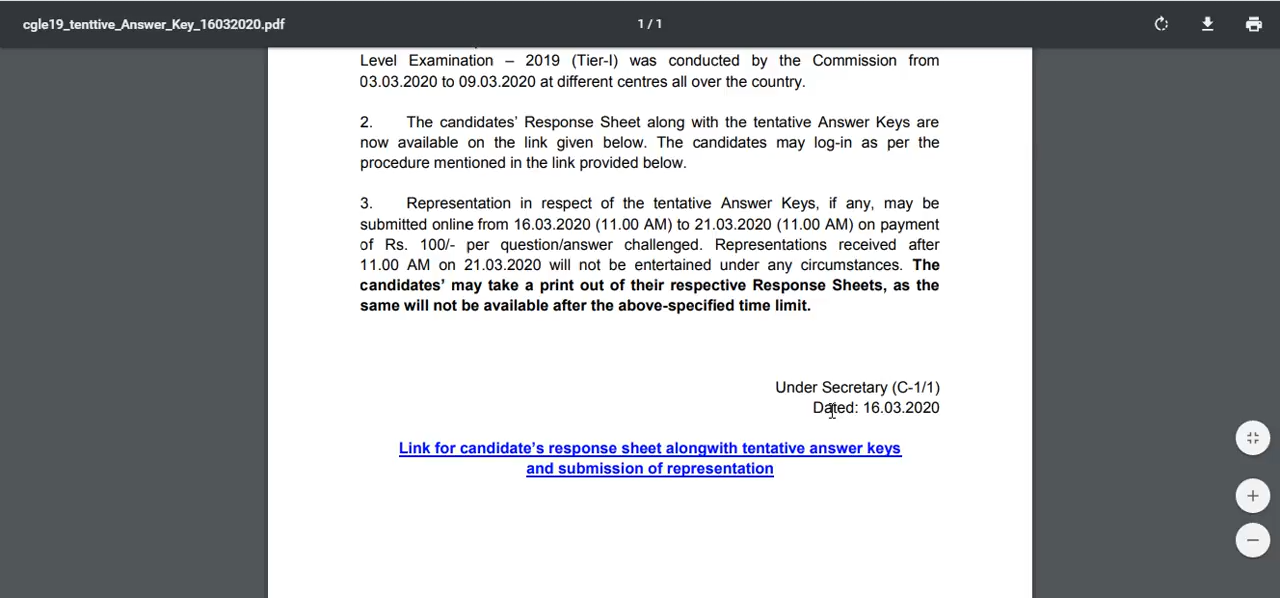 cgle19_tenttive_Answer_Key_16032020.pdf
1 / 1
Level Examination – 2019 (Tier-I) was conducted by the Commission from
03.03.2020 to 09.03.2020 at different centres all over the country.
2. The candidates’ Response Sheet along with the tentative Answer Keys are
now available on the link given below. The candidates may log-in as per the
procedure mentioned in the link provided below.
3. Representation in respect of the tentative Answer Keys, if any, may be
submitted online from 16.03.2020 (11.00 AM) to 21.03.2020 (11.00 AM) on payment
of Rs. 100/- per question/answer challenged. Representations received after
11.00 AM on 21.03.2020 will not be entertained under any circumstances. The
candidates’ may take a print out of their respective Response Sheets, as the
same will not be available after the above-specified time limit.
Under Secretary (C-1/1)
Dated: 16.03.2020
Link for candidate’s response sheet alongwith tentative answer keys
and submission of representation